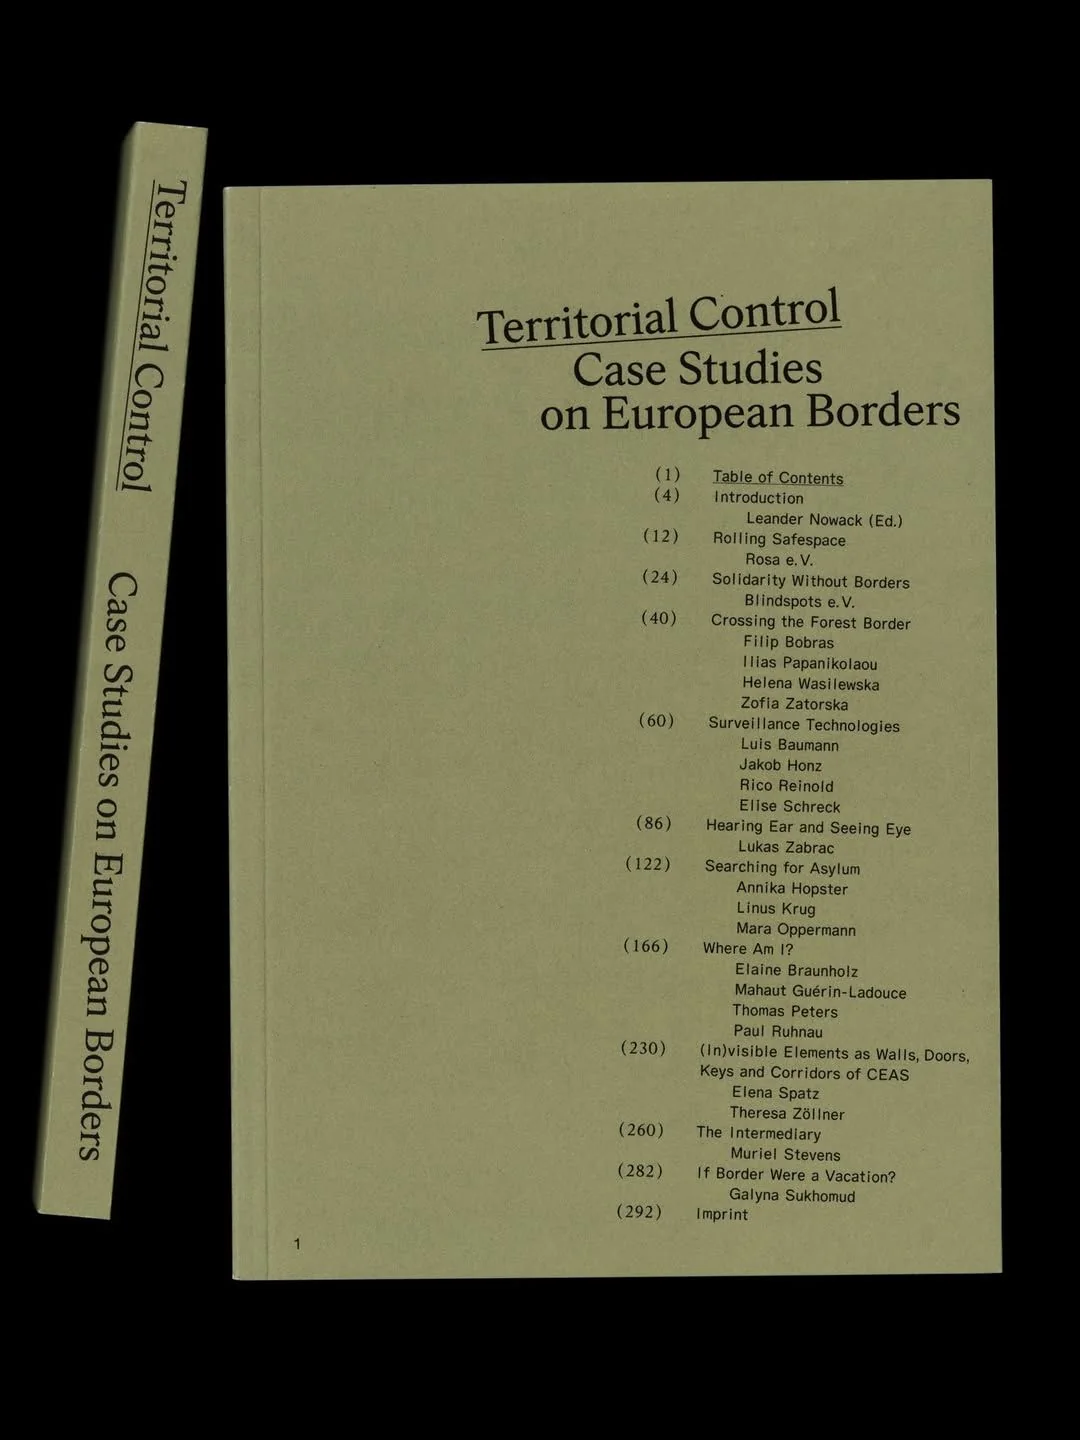 Territorial Control Case Studies on European Borders
Territorial Control
Case Studies
on European Borders
(1) Table of Contents
(4) Introduction
Leander Nowack (Ed.)
(12) Rolling Safespace
Rosa e.V.
(24) Solidarity Without Borders
Blindspots e.V.
(40) Crossing the Forest Border
Filip Bobras
Ilias Papanikolaou
Helena Wasilewska
Zofia Zatorska
(60) Surveillance Technologies
Luis Baumann
Jakob Honz
Rico Reinold
Elise Schreck
(86) Hearing Ear and Seeing Eye
Lukas Zabrac
(122) Searching for Asylum
Annika Hopster
Linus Krug
Mara Oppermann
(166) Where Am I?
Elaine Braunholz
Mahaut Guérin-Ladouce
Thomas Peters
Paul Ruhnau
(230) (In)visible Elements as Walls, Doors,
Keys and Corridors of CEAS
Elena Spatz
Theresa Zöllner
(260) The Intermediary
Muriel Stevens
(282) If Border Were a Vacation?
Galyna Sukhomud
(292) Imprint
1